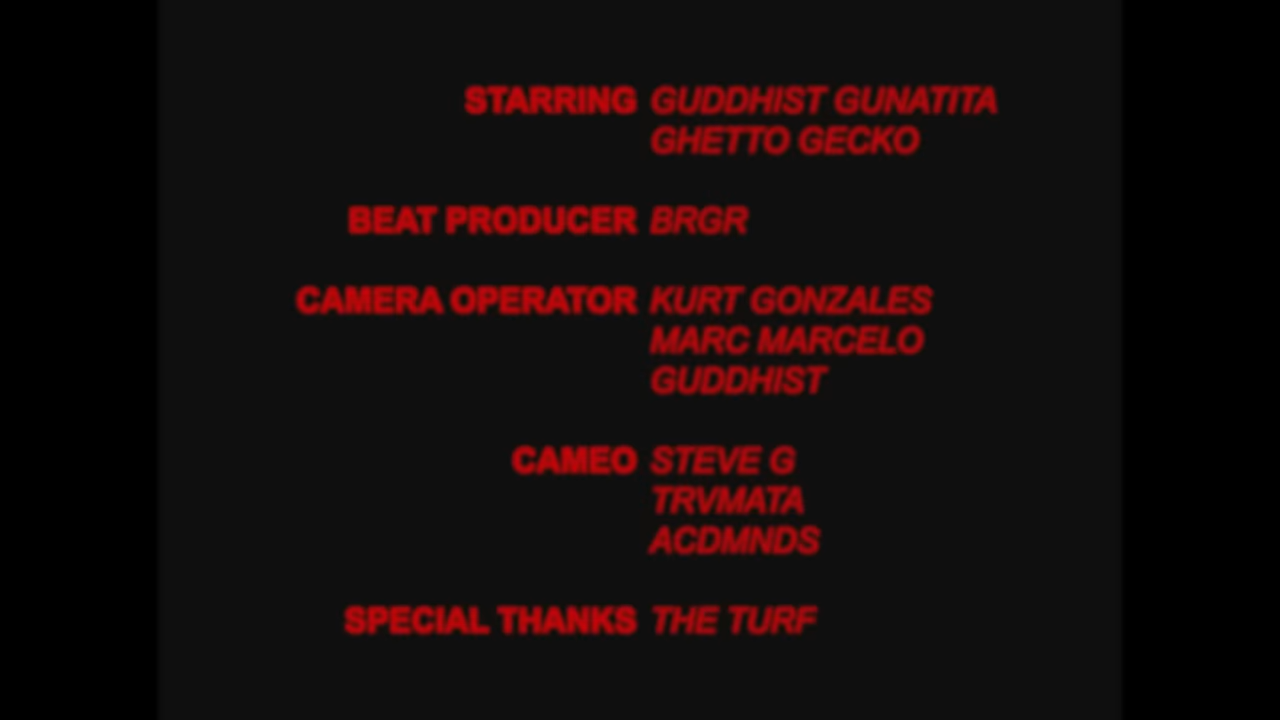 STARRING GUDDHIST GUNATITA
GHETTO GECKO
BEAT PRODUCER BRGR
CAMERA OPERATOR KURT GONZALES
MARC MARCELO
GUDDHIST
CAMEO STEVE G
TRVMATA
ACDMNDS
SPECIAL THANKS THE TURF